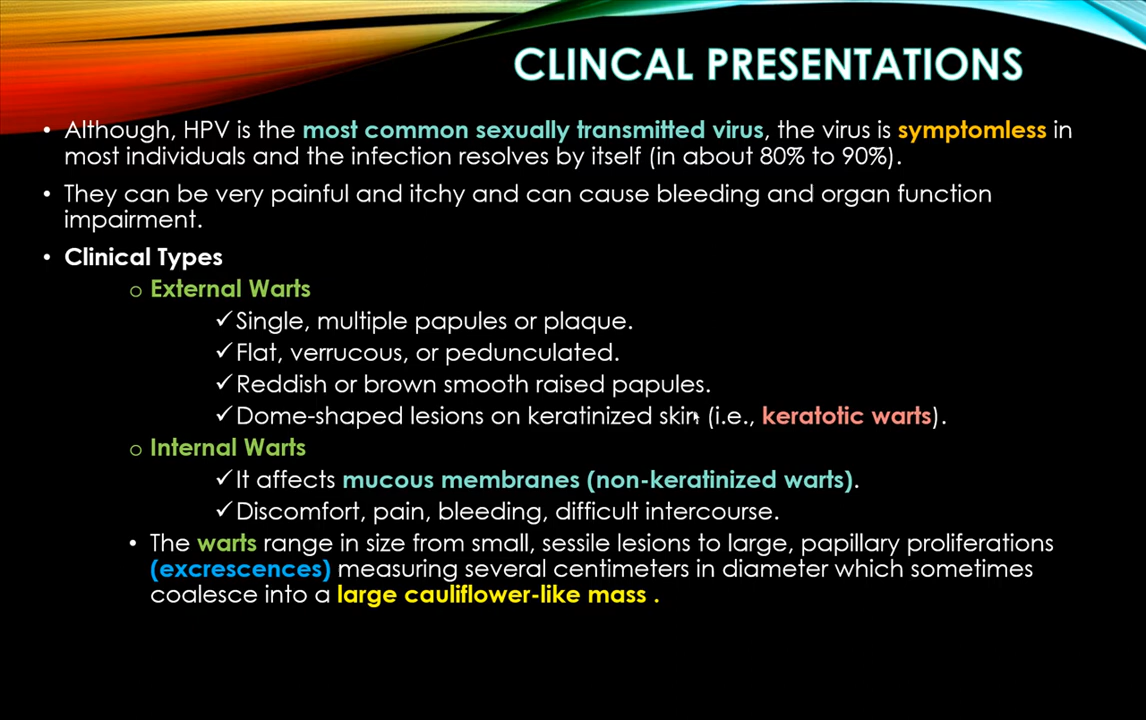 CLINCAL PRESENTATIONS
• Although, HPV is the most common sexually transmitted virus, the virus is symptomless in
most individuals and the infection resolves by itself (in about 80% to 90%).
• They can be very painful and itchy and can cause bleeding and organ function
impairment.
• Clinical Types
o External Warts
✓Single, multiple papules or plaque.
✓Flat, verrucous, or pedunculated.
✓Reddish or brown smooth raised papules.
✓Dome-shaped lesions on keratinized skin (i.e., keratotic warts).
o Internal Warts
✓It affects mucous membranes (non-keratinized warts).
✓Discomfort, pain, bleeding, difficult intercourse.
• The warts range in size from small, sessile lesions to large, papillary proliferations
(excrescences) measuring several centimeters in diameter which sometimes
coalesce into a large cauliflower-like mass .